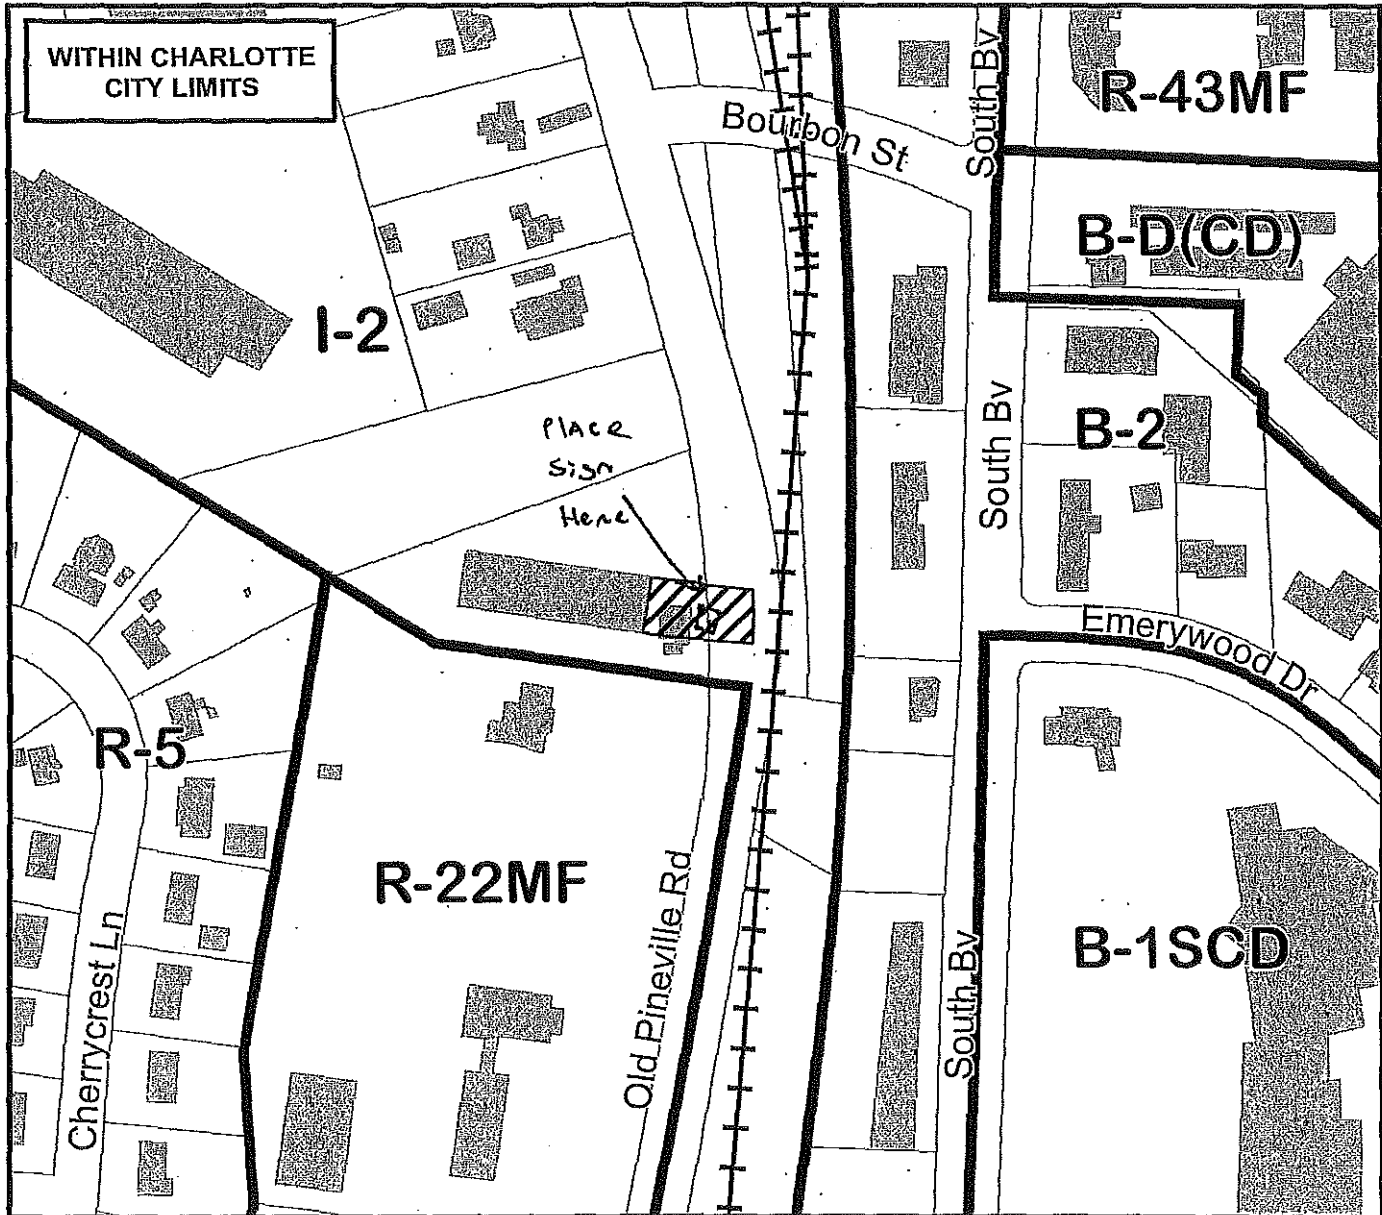 WITHIN CHARLOTTE
CITY LIMITS
South Bv
R-43MF
Bourbon St
B-D(CD)
I-2
South Bv
B-2
Place
Sign
Here
Emerywood Dr
R-5
R-22MF
Old Pineville Rd
B-1SCD
Cherrycrest Ln
South Bv